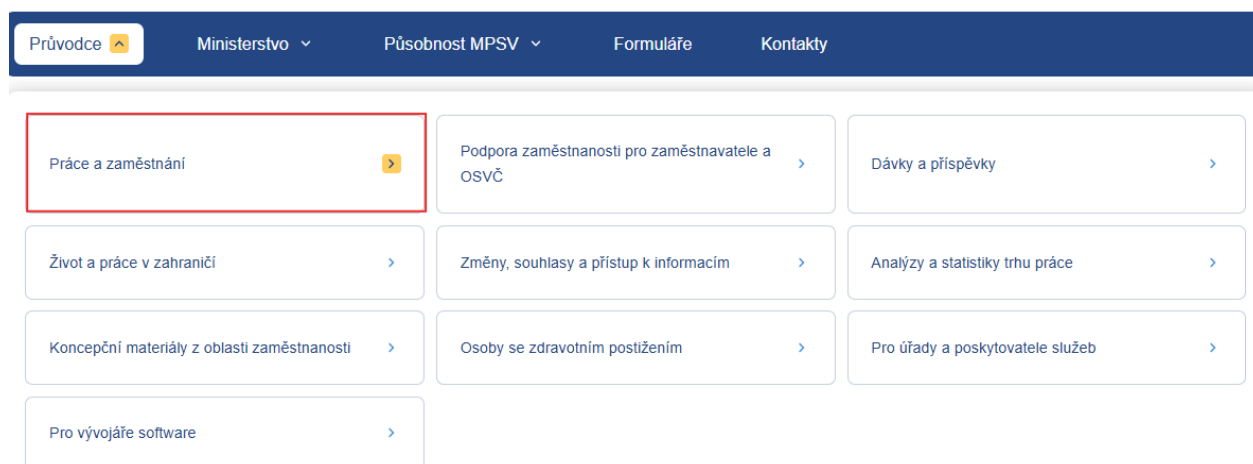 Průvodce
Ministerstvo
Působnost MPSV
Formuláře
Kontakty
Práce a zaměstnání
Podpora zaměstnanosti pro zaměstnavatele a
OSVČ
Dávky a příspěvky
Život a práce v zahraničí
Změny, souhlasy a přístup k informacím
Analýzy a statistiky trhu práce
Koncepční materiály z oblasti zaměstnanosti
Osoby se zdravotním postižením
Pro úřady a poskytovatele služeb
Pro vývojáře software